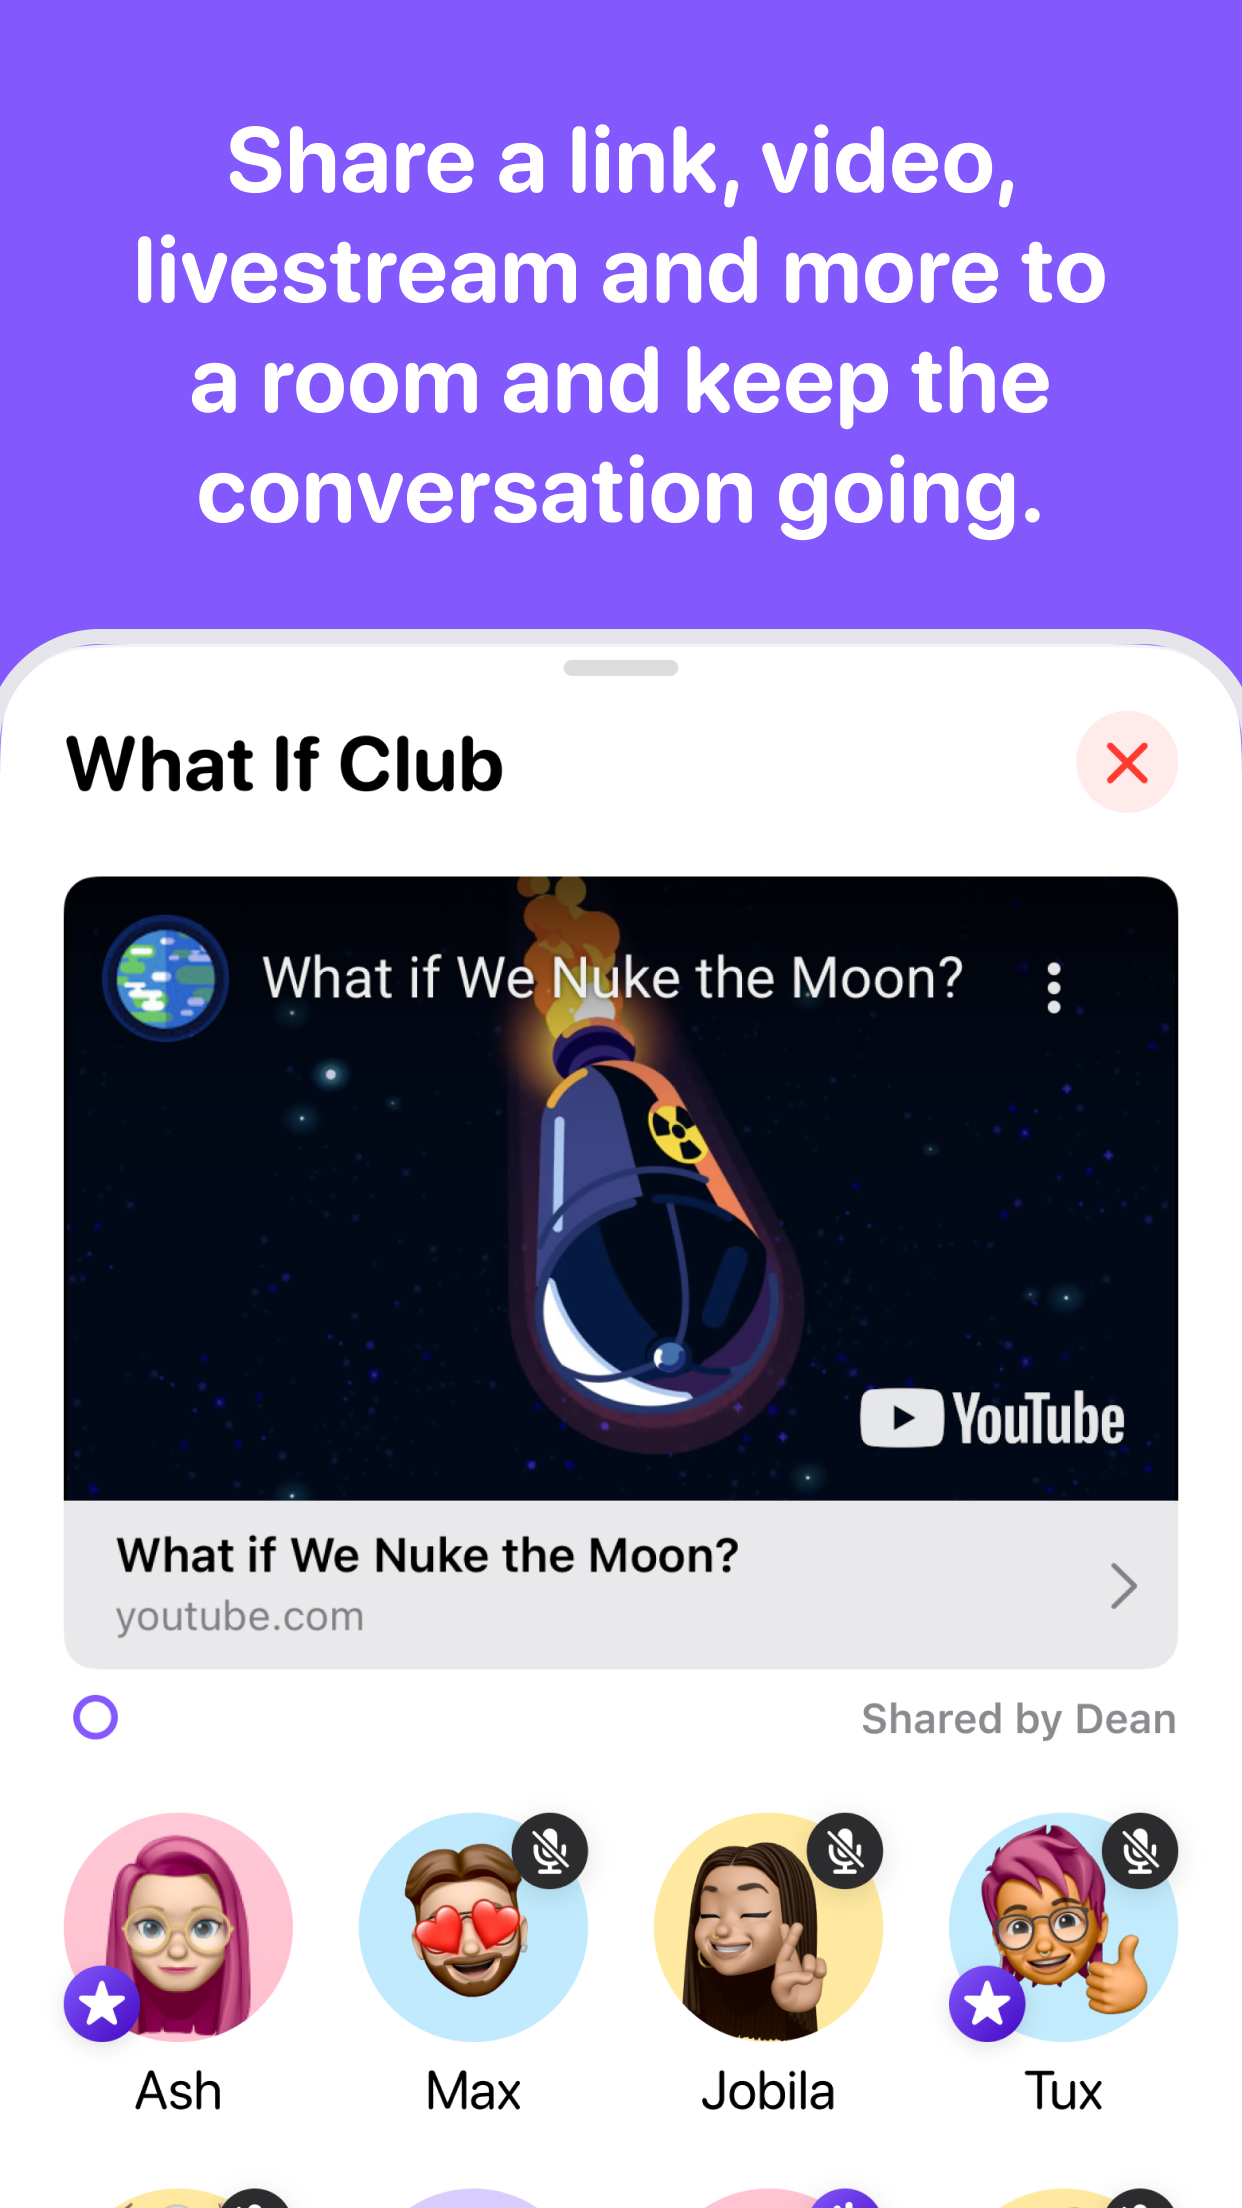 Share a link, video,
livestream and more to
a room and keep the
conversation going.
What If Club
What if We Nuke the Moon?
YouTube
What if We Nuke the Moon?
youtube.com
Shared by Dean
Ash
Max
Jobila
Tux